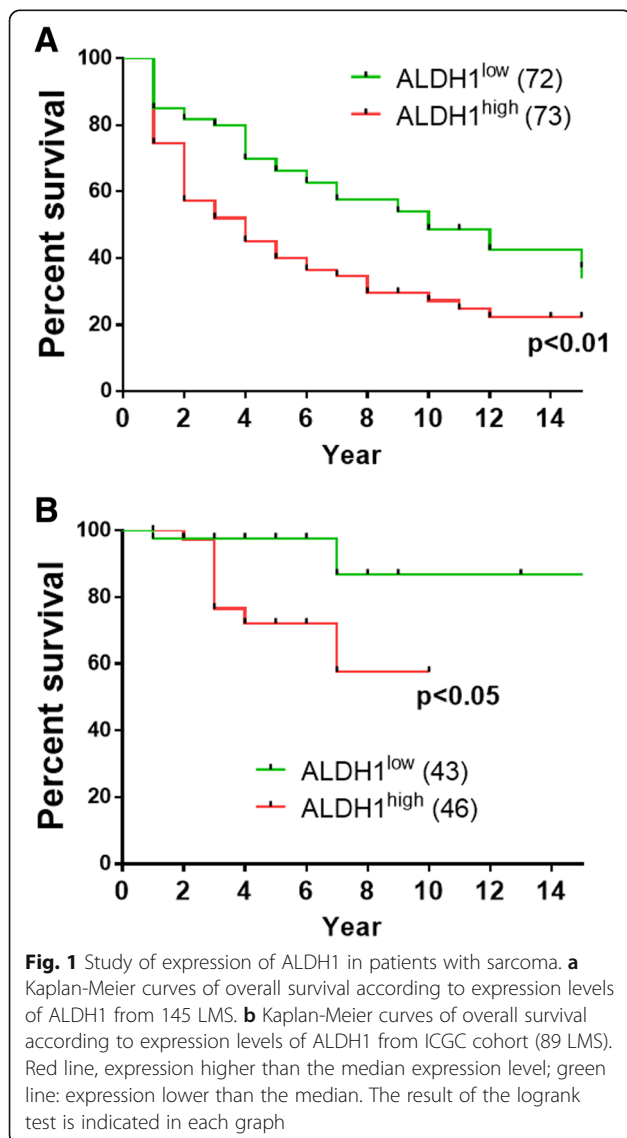 A
100
80
60
40
20
0
Percent survival
ALDH1low (72)
ALDH1high (73)
p<0.01
0 2 4 6 8 10 12 14
Year
B
100
80
60
40
20
0
Percent survival
p<0.05
ALDH1low (43)
ALDH1high (46)
0 2 4 6 8 10 12 14
Year
Fig. 1 Study of expression of ALDH1 in patients with sarcoma. a
Kaplan-Meier curves of overall survival according to expression levels
of ALDH1 from 145 LMS. b Kaplan-Meier curves of overall survival
according to expression levels of ALDH1 from ICGC cohort (89 LMS).
Red line, expression higher than the median expression level; green
line: expression lower than the median. The result of the logrank
test is indicated in each graph